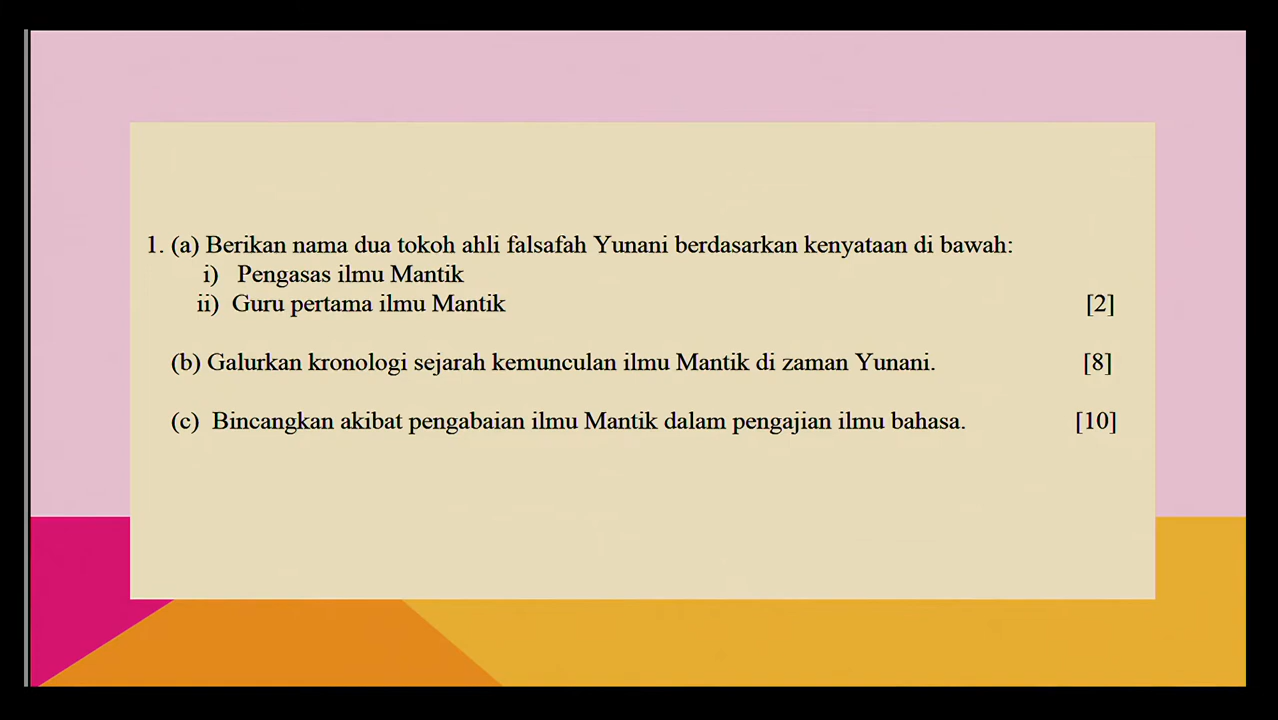 1. (a) Berikan nama dua tokoh ahli falsafah Yunani berdasarkan kenyataan di bawah:
i) Pengasas ilmu Mantik
ii) Guru pertama ilmu Mantik [2]
(b) Galurkan kronologi sejarah kemunculan ilmu Mantik di zaman Yunani. [8]
(c) Bincangkan akibat pengabaian ilmu Mantik dalam pengajian ilmu bahasa. [10]